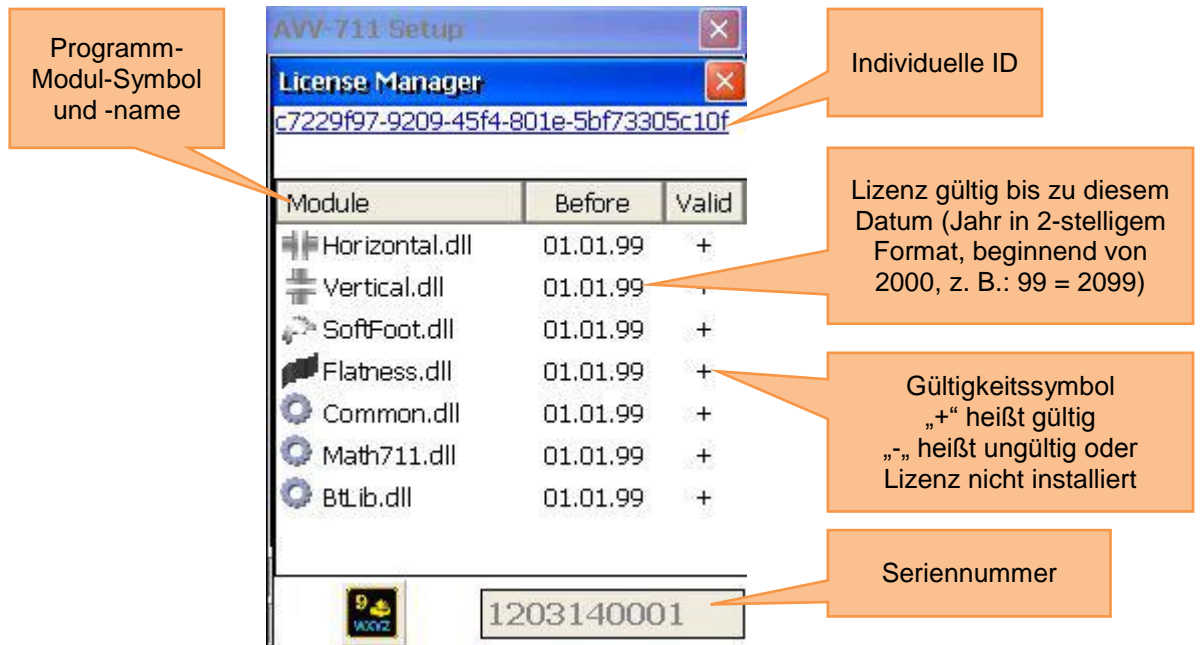 Programm-
Modul-Symbol
und -name
AVV-711 Setup
License Manager
c7229f97-9209-45f4-801e-5bf73305c10f
Module Before Valid
Horizontal.dll 01.01.99 +
Vertical.dll 01.01.99 +
SoftFoot.dll 01.01.99 +
Flatness.dll 01.01.99 +
Common.dll 01.01.99 +
Math711.dll 01.01.99 +
BtLib.dll 01.01.99 +
9
WXYZ
1203140001
Individuelle ID
Lizenz gültig bis zu diesem
Datum (Jahr in 2-stelligem
Format, beginnend von
2000, z. B.: 99 = 2099)
Gültigkeitssymbol
„+“ heißt gültig
„-„ heißt ungültig oder
Lizenz nicht installiert
Seriennummer